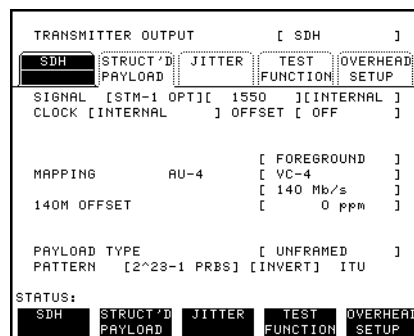 TRANSMITTER OUTPUT [ SDH ]
SDH STRUCT'D PAYLOAD JITTER TEST FUNCTION OVERHEAD SETUP
SIGNAL [STM-1 OPT][ 1550 ][INTERNAL ]
CLOCK [INTERNAL ] OFFSET [ OFF ]
[ FOREGROUND ]
MAPPING AU-4 [ VC-4 ]
[ 140 Mb/s ]
140M OFFSET [ 0 ppm ]
PAYLOAD TYPE [ UNFRAMED ]
PATTERN [2^23-1 PRBS] [INVERT] ITU
STATUS:
SDH STRUCT'D PAYLOAD JITTER TEST FUNCTION OVERHEAD SETUP